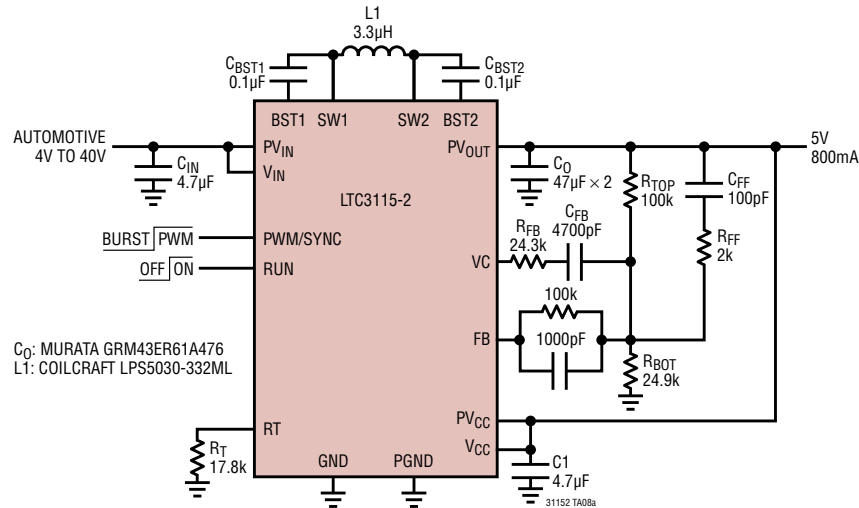 L1
3.3µH
CBST1
0.1µF
CBST2
0.1µF
BST1 SW1 SW2 BST2
AUTOMOTIVE
4V TO 40V
CIN
4.7µF
PVIN
VIN
PVOUT
LTC3115-2
CO
47µF × 2
RTOP
100k
CFF
100pF
5V
800mA
RFB
24.3k
CFB
4700pF
RFF
2k
BURST PWM
PWM/SYNC
OFF ON
RUN
VC
100k
FB
1000pF
RBOT
24.9k
CO: MURATA GRM43ER61A476
L1: COILCRAFT LPS5030-332ML
PVCC
VCC
RT
RT
17.8k
GND
PGND
C1
4.7µF
31152 TA08a